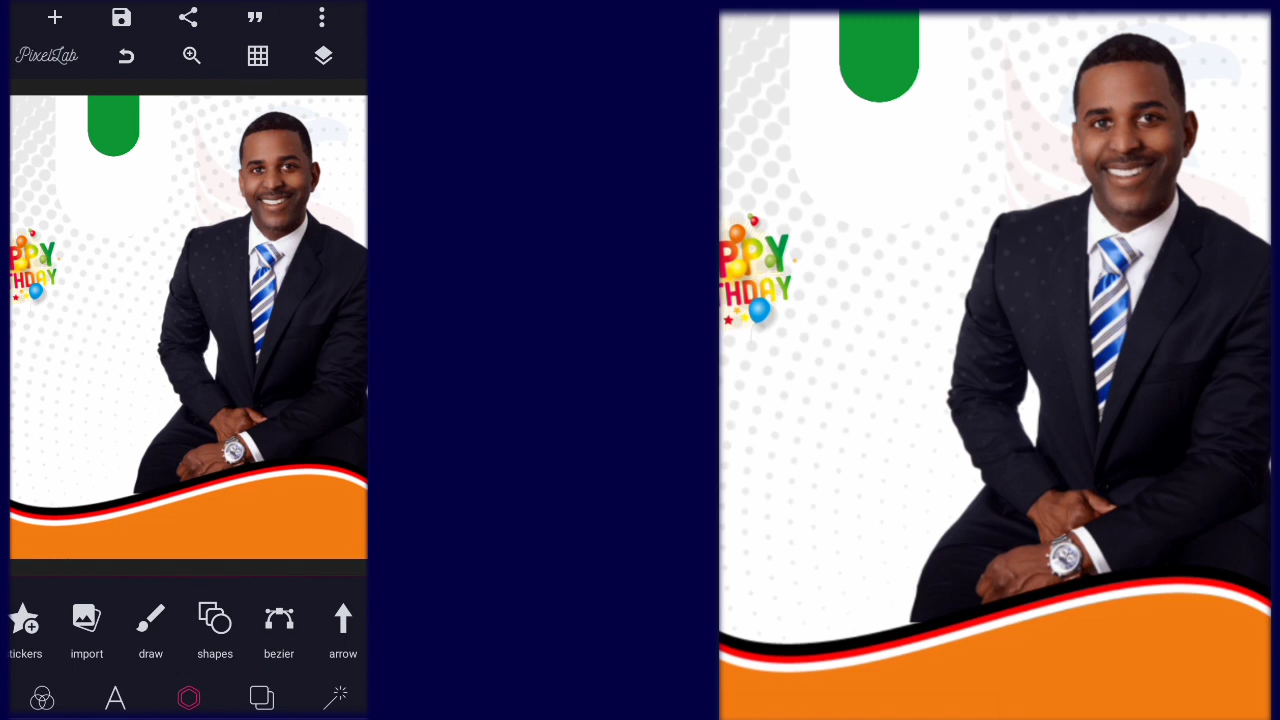 PixelLab
PPY
THDAY
tickers
import
draw
shapes
bezier
arrow
PPY
THDAY